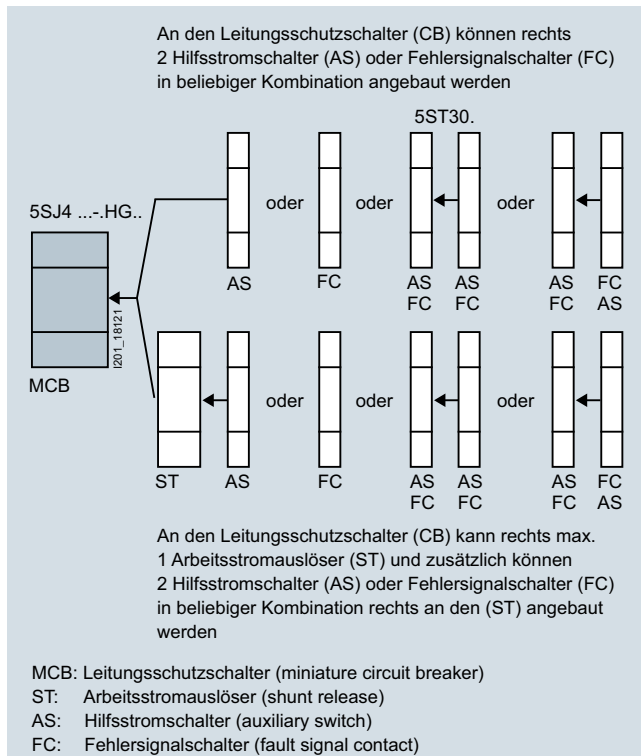 An den Leitungsschutzschalter (CB) können rechts
2 Hilfsstromschalter (AS) oder Fehlersignalschalter (FC)
in beliebiger Kombination angebaut werden
5ST30.
5SJ4 ...-.HG..
oder oder oder
AS FC AS AS AS FC
FC FC FC AS
I201_18121
MCB
oder oder oder
ST AS FC AS AS AS FC
FC FC FC AS
An den Leitungsschutzschalter (CB) kann rechts max.
1 Arbeitsstromauslöser (ST) und zusätzlich können
2 Hilfsstromschalter (AS) oder Fehlersignalschalter (FC)
in beliebiger Kombination rechts an den (ST) angebaut
werden
MCB: Leitungsschutzschalter (miniature circuit breaker)
ST: Arbeitsstromauslöser (shunt release)
AS: Hilfsstromschalter (auxiliary switch)
FC: Fehlersignalschalter (fault signal contact)